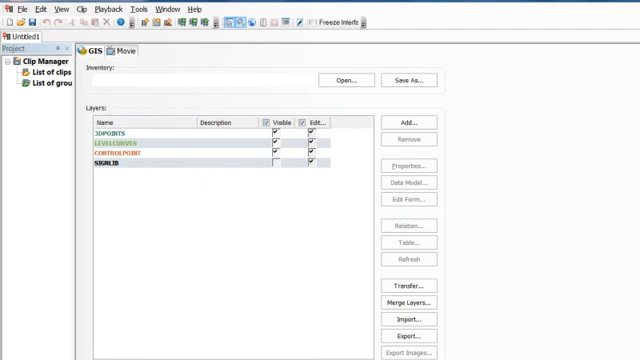 File Edit View Clip Playback Tools Window Help
Freeze Interfa
Untitled1
Project
Clip Manager
List of clips
List of grou
GIS Movie
Inventory:
Open... Save As...
Layers:
Name Description Visible Edit...
3DPOINTS
LEVELCURVES
CONTROLPOINT
SIGNLIB
Add...
Remove
Properties...
Data Model...
Edit Form...
Relation...
Table...
Refresh
Transfer...
Merge Layers...
Import...
Export...
Export Images...